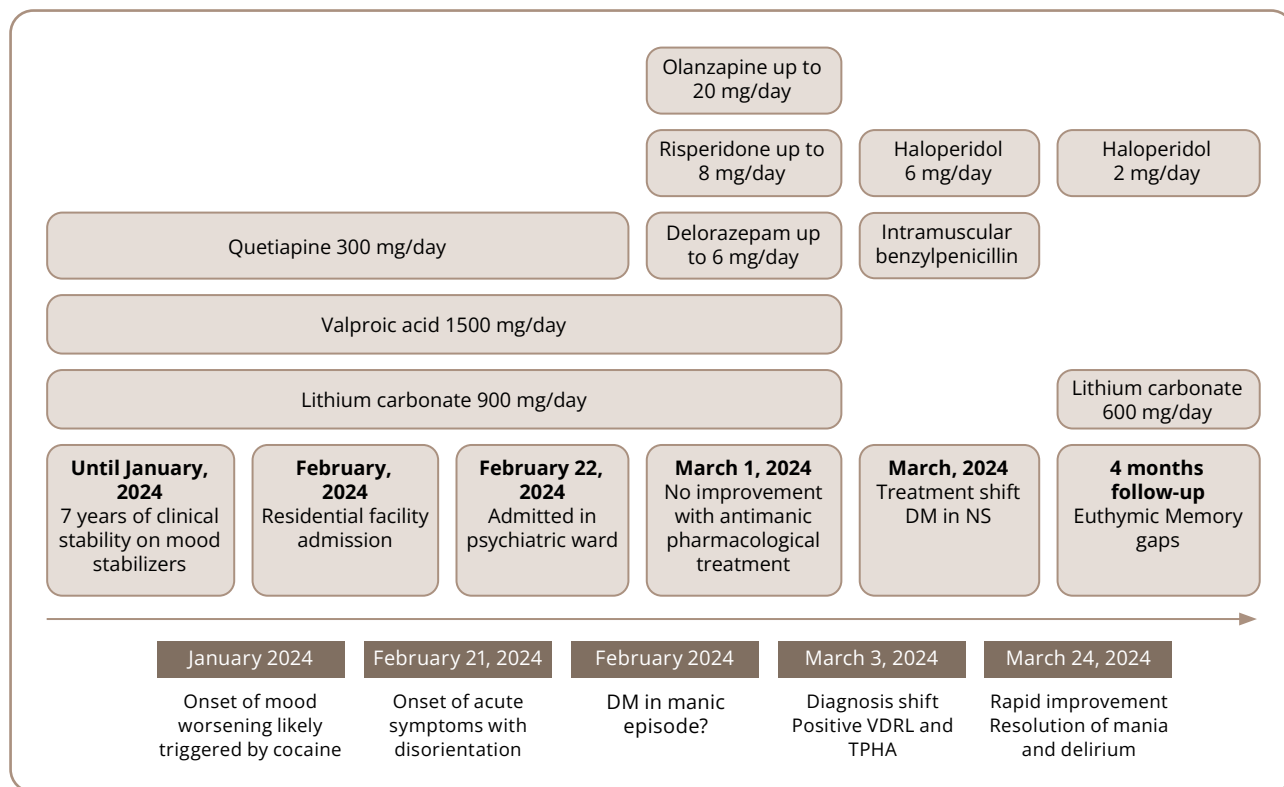 Olanzapine up to
20 mg/day
Risperidone up to
8 mg/day
Haloperidol
6 mg/day
Haloperidol
2 mg/day
Quetiapine 300 mg/day
Delorazepam up
to 6 mg/day
Intramuscular
benzylpenicillin
Valproic acid 1500 mg/day
Lithium carbonate 900 mg/day
Lithium carbonate
600 mg/day
Until January,
2024
7 years of clinical
stability on mood
stabilizers
February,
2024
Residential facility
admission
February 22,
2024
Admitted in
psychiatric ward
March 1, 2024
No improvement
with antimanic
pharmacological
treatment
March, 2024
Treatment shift
DM in NS
4 months
follow-up
Euthymic Memory
gaps
January 2024
Onset of mood
worsening likely
triggered by cocaine
February 21, 2024
Onset of acute
symptoms with
disorientation
February 2024
DM in manic
episode?
March 3, 2024
Diagnosis shift
Positive VDRL and
TPHA
March 24, 2024
Rapid improvement
Resolution of mania
and delirium